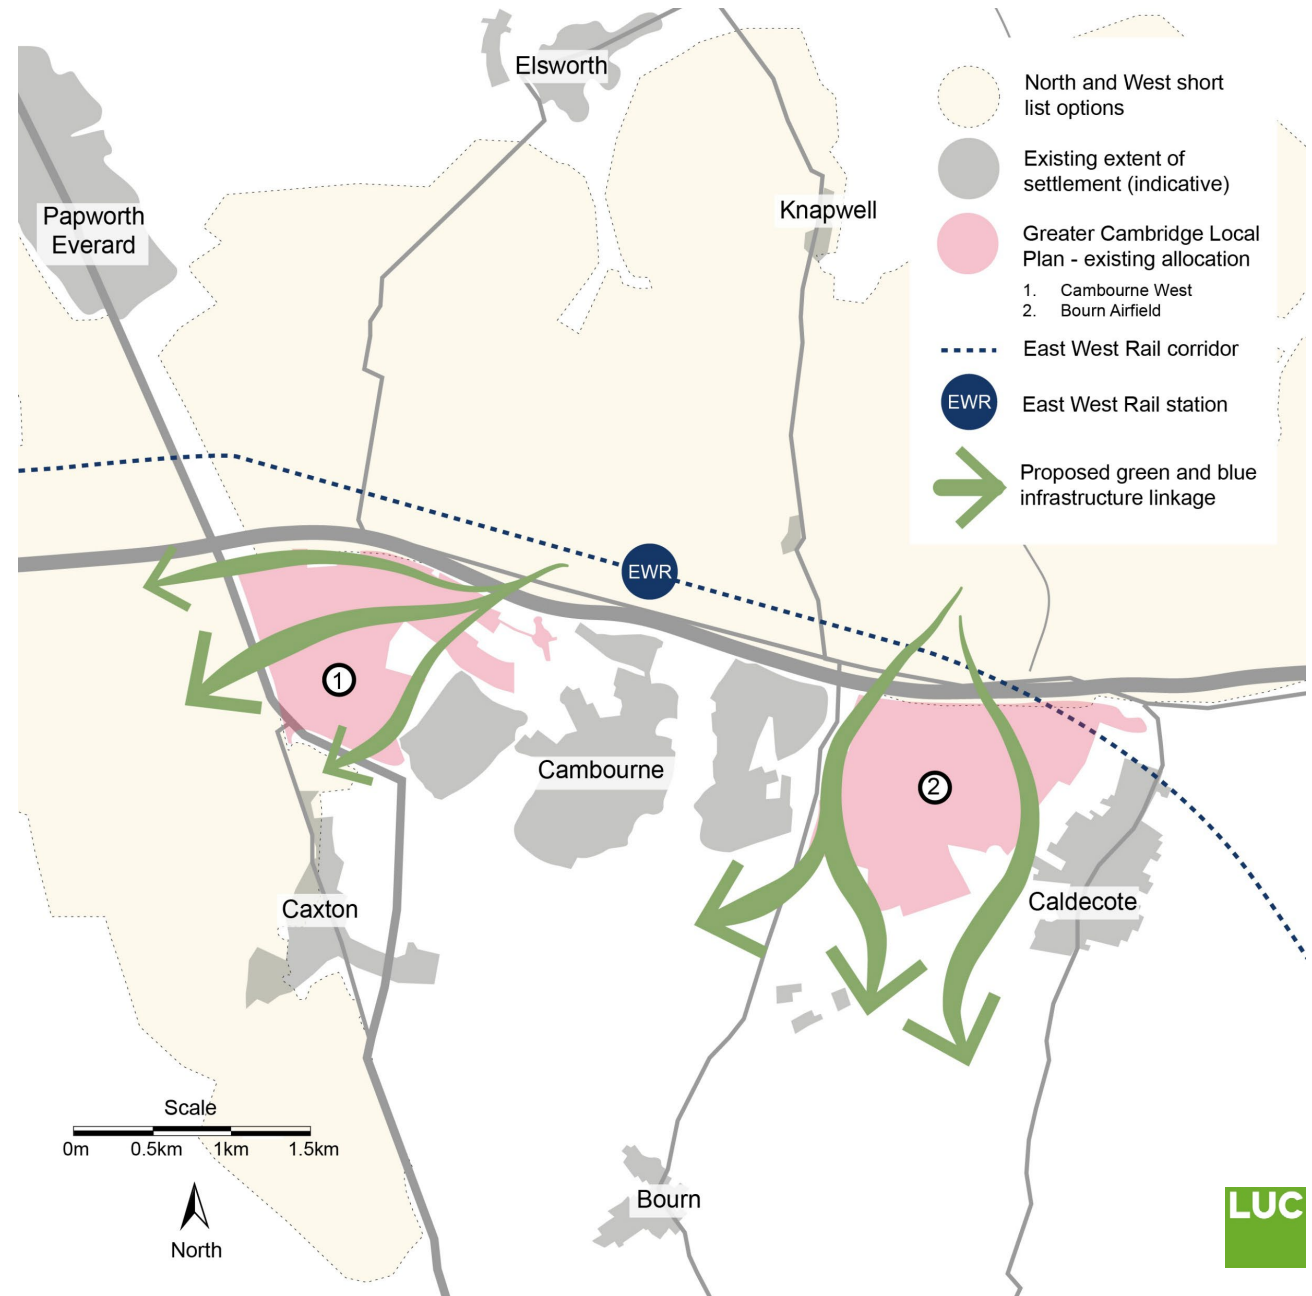 Elsworth
Papworth
Everard
Knapwell
North and West short
list options
Existing extent of
settlement (indicative)
Greater Cambridge Local
Plan - existing allocation
1. Cambourne West
2. Bourn Airfield
East West Rail corridor
EWR
East West Rail station
Proposed green and blue
infrastructure linkage
EWR
1
Cambourne
2
Caxton
Caldecote
Scale
0m 0.5km 1km 1.5km
North
Bourn
LUC